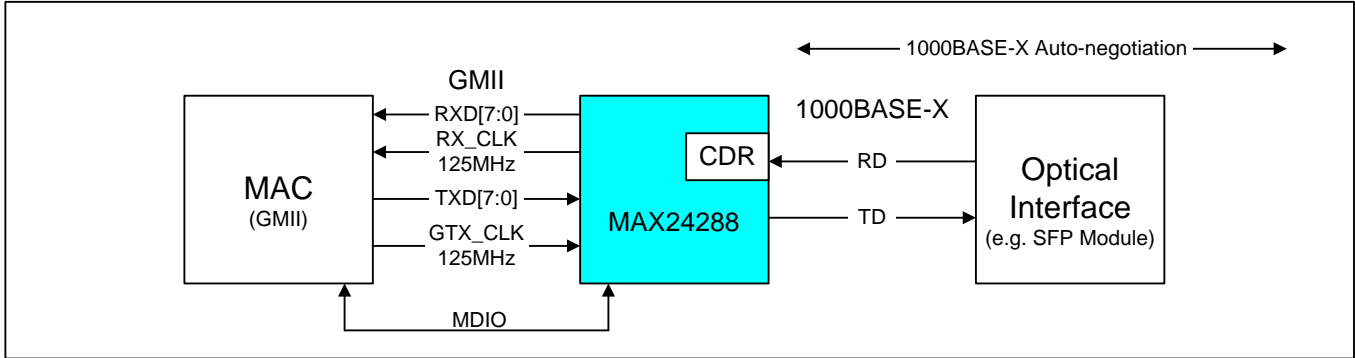 1000BASE-X Auto-negotiation
GMII
1000BASE-X
RXD[7:0]
RX_CLK
125MHz
TXD[7:0]
GTX_CLK
125MHz
MDIO
MAC
(GMII)
CDR
MAX24288
RD
TD
Optical
Interface
(e.g. SFP Module)